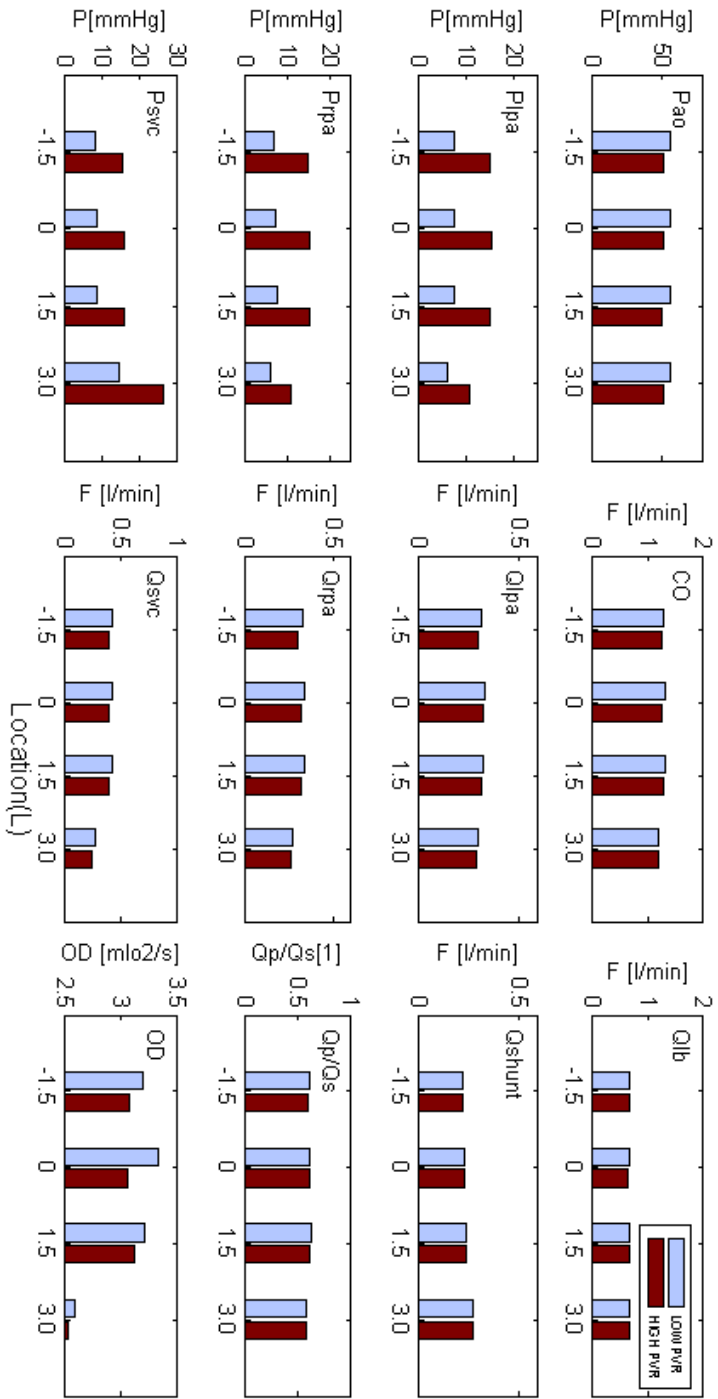 P[mmHg]
50
0
Pao
-1.5 0 1.5 3.0
F [l/min]
2
1
0
CO
-1.5 0 1.5 3.0
F [l/min]
2
1
0
Qlb
LOW PVR
HIGH PVR
-1.5 0 1.5 3.0
P[mmHg]
20
10
0
Plpa
-1.5 0 1.5 3.0
F [l/min]
0.5
0
Qlpa
-1.5 0 1.5 3.0
F [l/min]
0.5
0
Qshunt
-1.5 0 1.5 3.0
P[mmHg]
20
10
0
Prpa
-1.5 0 1.5 3.0
F [l/min]
0.5
0
Qrpa
-1.5 0 1.5 3.0
Qp/Qs[1]
1
0.5
0
Qp/Qs
-1.5 0 1.5 3.0
P[mmHg]
30
20
10
0
Psvc
-1.5 0 1.5 3.0
F [l/min]
1
0.5
0
Qsvc
-1.5 0 1.5 3.0
OD [mlo2/s]
3.5
3
2.5
OD
-1.5 0 1.5 3.0
Location(L)